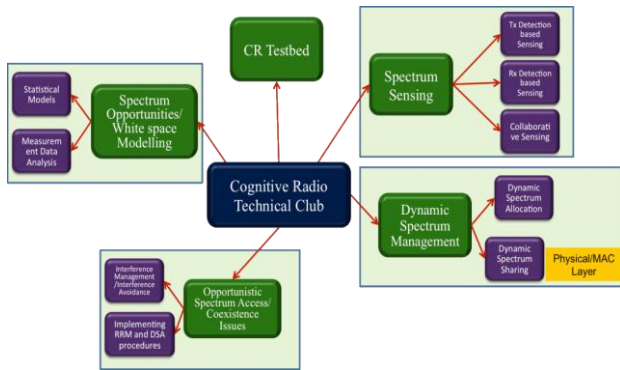 CR Testbed
Statistical
Models
Measurem
ent Data
Analysis
Spectrum
Opportunities/
White space
Modelling
Spectrum
Sensing
Tx Detection
based
Sensing
Rx Detection
based
Sensing
Collaborati
ve Sensing
Cognitive Radio
Technical Club
Dynamic
Spectrum
Management
Dynamic
Spectrum
Allocation
Dynamic
Spectrum
Sharing
Physical/MAC
Layer
Interference
Management
/Interference
Avoidance
Implementing
RRM and DSA
procedures
Opportunistic
Spectrum Access/
Coexistence
Issues